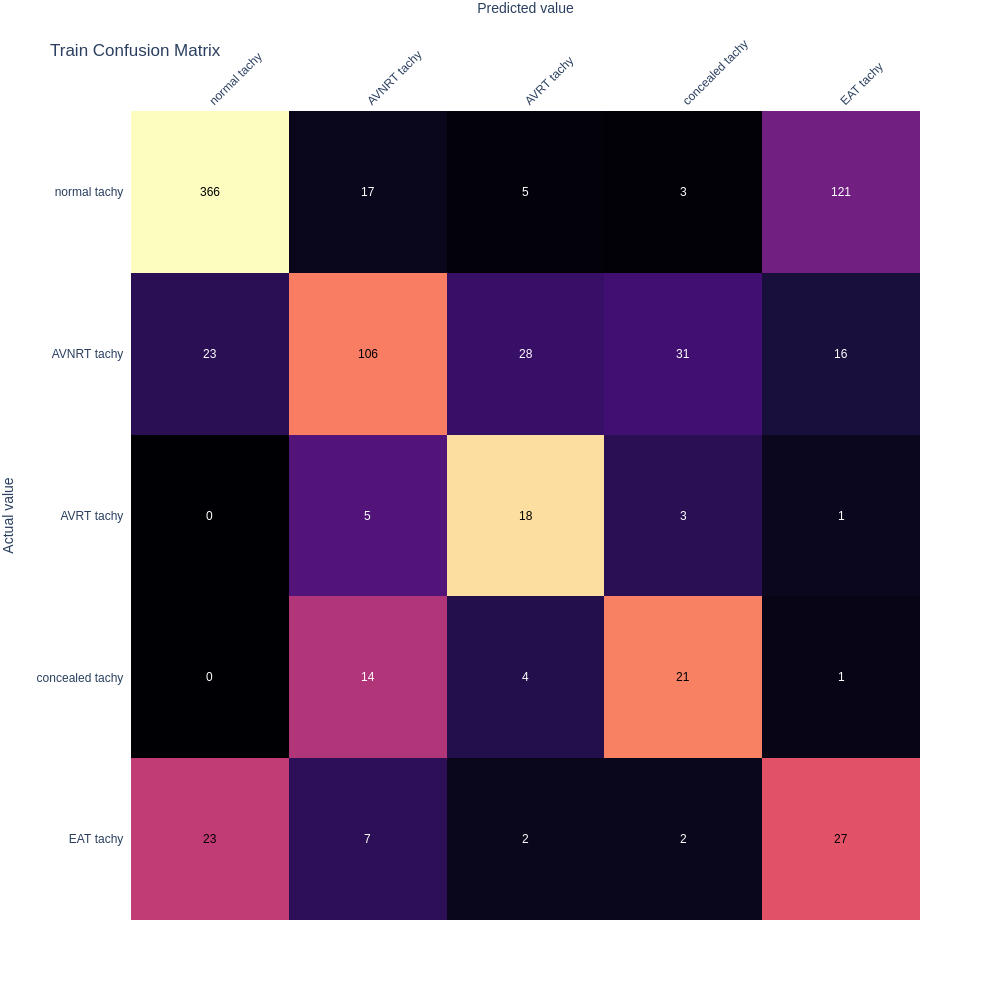 Predicted value
Train Confusion Matrix
normal tachy
AVNRT tachy
AVRT tachy
concealed tachy
EAT tachy
Actual value
normal tachy 366 17 5 3 121
AVNRT tachy 23 106 28 31 16
AVRT tachy 0 5 18 3 1
concealed tachy 0 14 4 21 1
EAT tachy 23 7 2 2 27